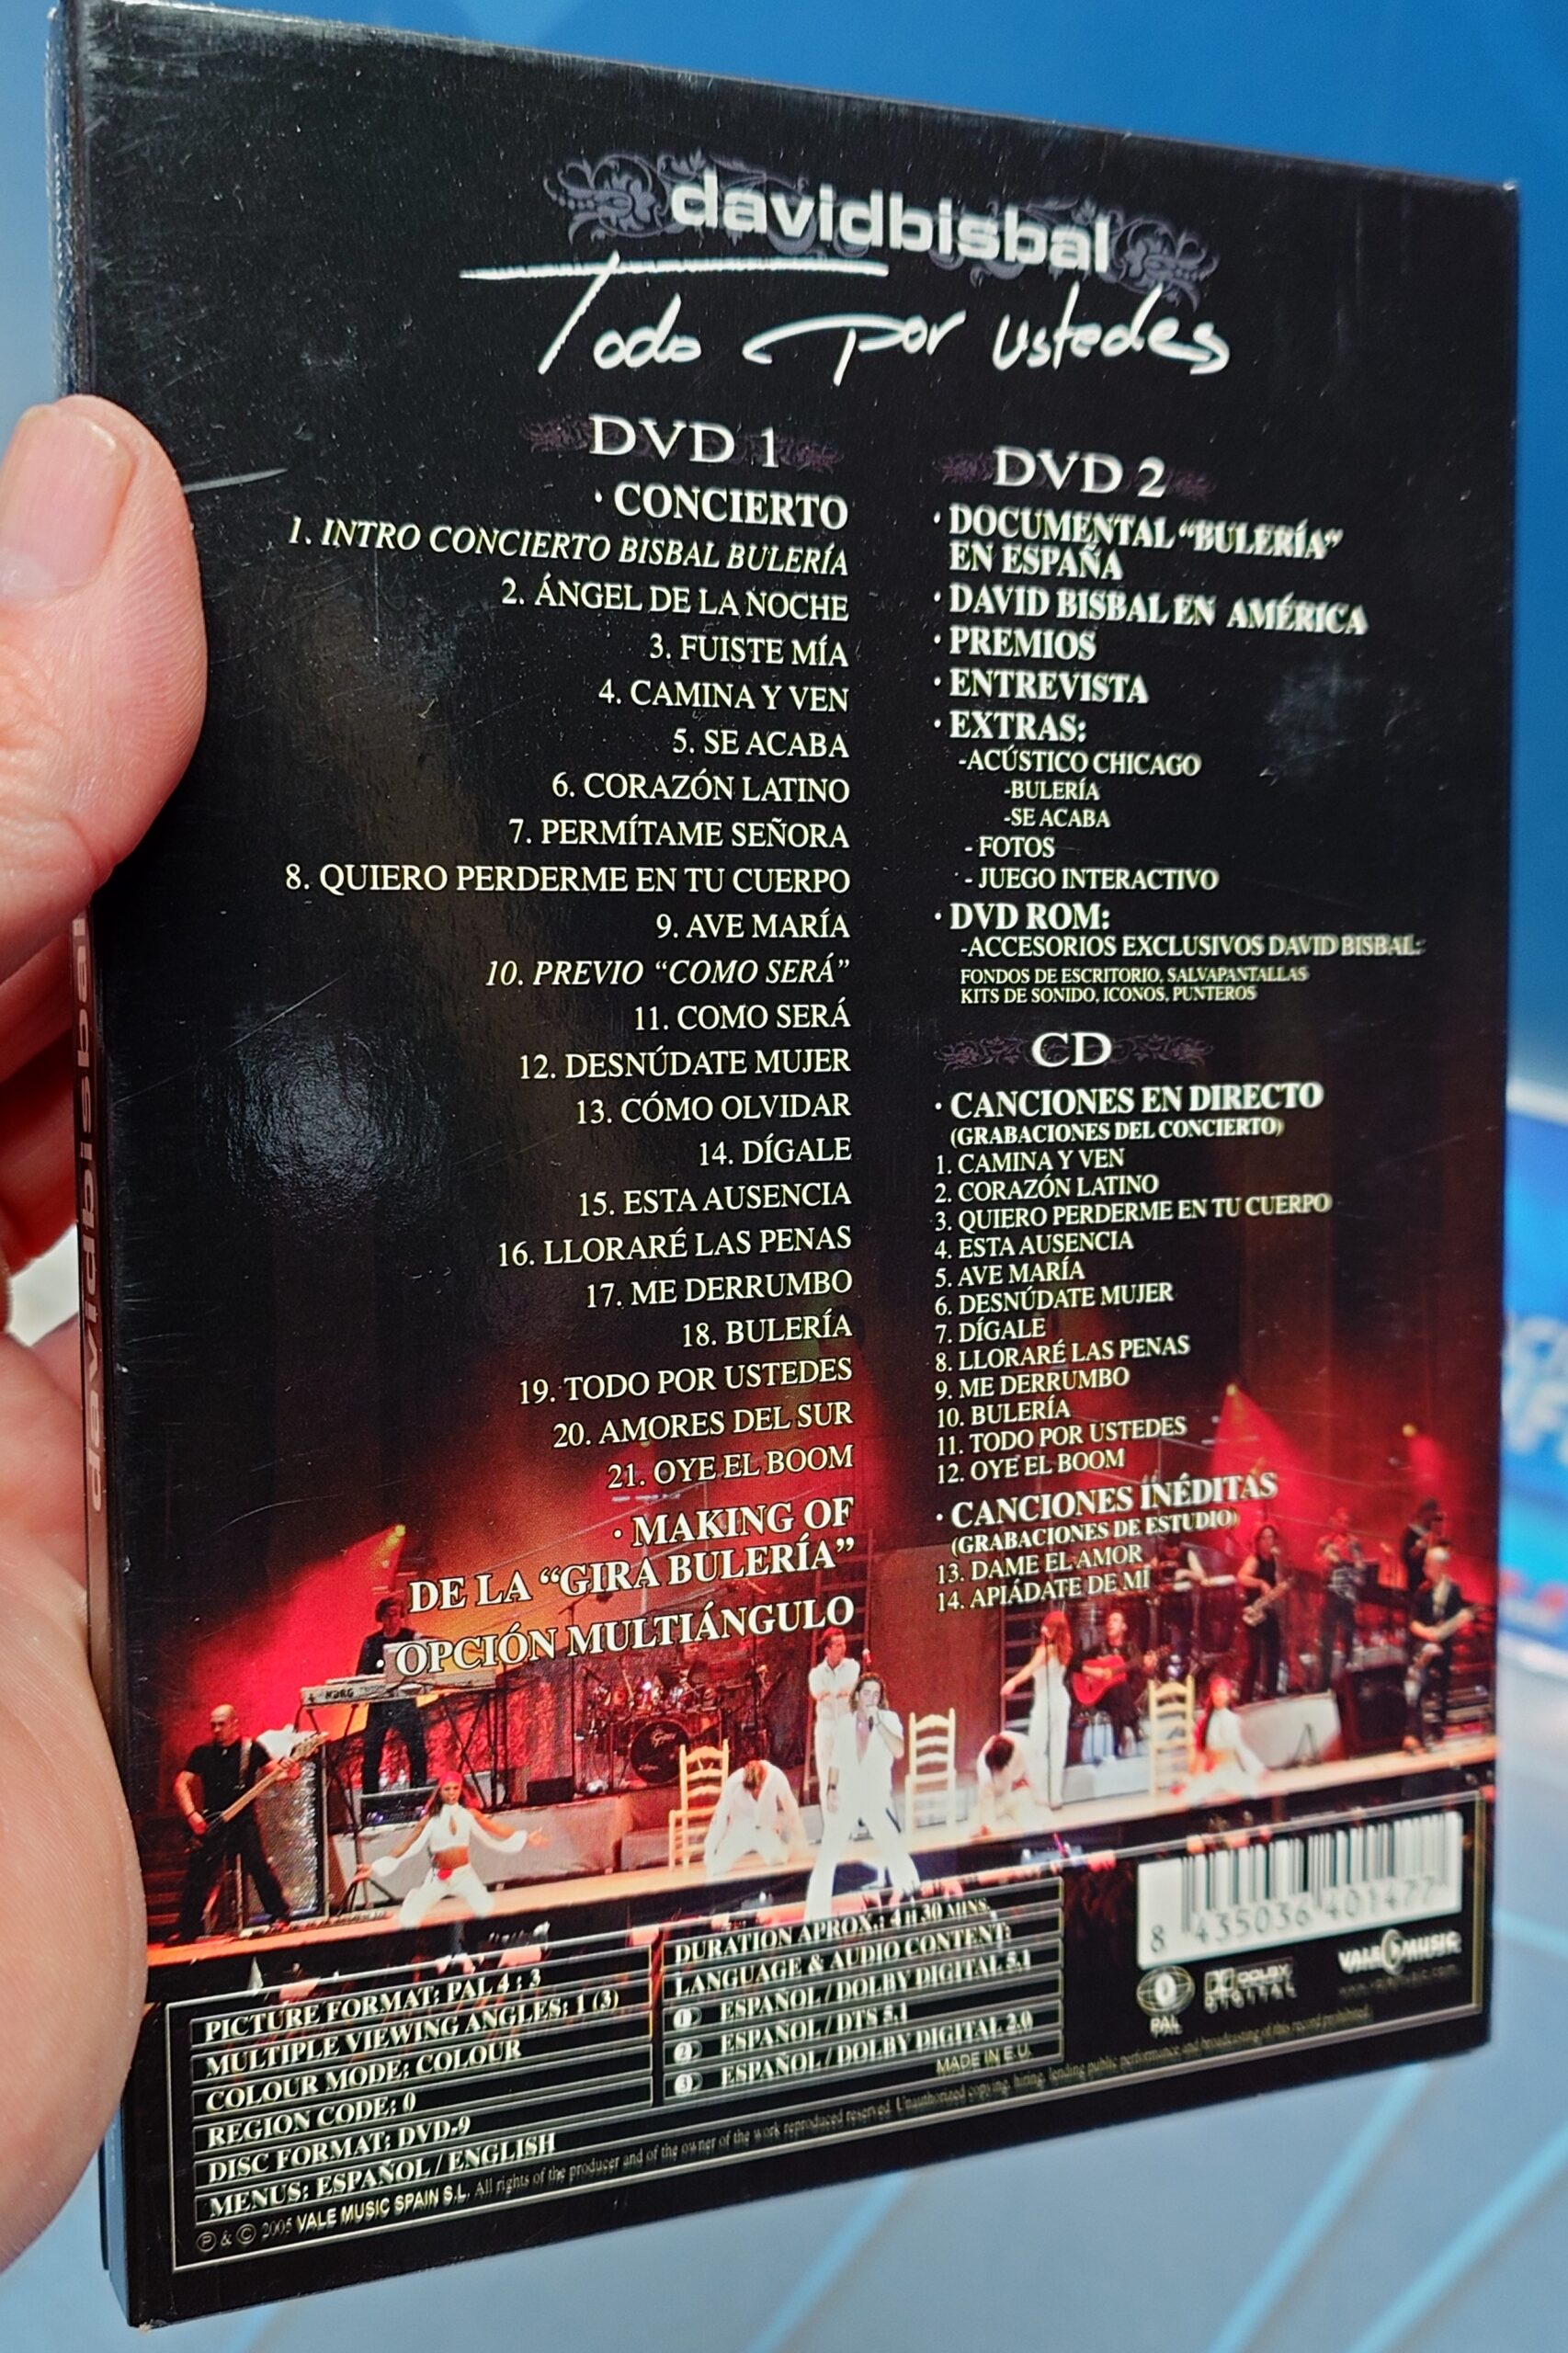 davidbisbal
Todo por ustedes
DVD 1
· CONCIERTO
1. INTRO CONCIERTO BISBAL BULERÍA
2. ÁNGEL DE LA NOCHE
3. FUISTE MÍA
4. CAMINA Y VEN
5. SE ACABA
6. CORAZÓN LATINO
7. PERMÍTAME SEÑORA
8. QUIERO PERDERME EN TU CUERPO
9. AVE MARÍA
10. PREVIO “COMO SERÁ”
11. COMO SERÁ
12. DESNÚDATE MUJER
13. CÓMO OLVIDAR
14. DÍGALE
15. ESTA AUSENCIA
16. LLORARÉ LAS PENAS
17. ME DERRUMBO
18. BULERÍA
19. TODO POR USTEDES
20. AMORES DEL SUR
21. OYE EL BOOM
· MAKING OF
DE LA “GIRA BULERÍA”
· OPCIÓN MULTIÁNGULO
DVD 2
· DOCUMENTAL “BULERÍA”
EN ESPAÑA
· DAVID BISBAL EN AMÉRICA
· PREMIOS
· ENTREVISTA
· EXTRAS:
-ACÚSTICO CHICAGO
-BULERÍA
-SE ACABA
- FOTOS
- JUEGO INTERACTIVO
· DVD ROM:
-ACCESORIOS EXCLUSIVOS DAVID BISBAL:
FONDOS DE ESCRITORIO, SALVAPANTALLAS
KITS DE SONIDO, ICONOS, PUNTEROS
CD
· CANCIONES EN DIRECTO
(GRABACIONES DEL CONCIERTO)
1. CAMINA Y VEN
2. CORAZÓN LATINO
3. QUIERO PERDERME EN TU CUERPO
4. ESTA AUSENCIA
5. AVE MARÍA
6. DESNÚDATE MUJER
7. DÍGALE
8. LLORARÉ LAS PENAS
9. ME DERRUMBO
10. BULERÍA
11. TODO POR USTEDES
12. OYE EL BOOM
· CANCIONES INÉDITAS
(GRABACIONES DE ESTUDIO)
13. DAME EL AMOR
14. APIÁDATE DE MÍ
davidbisbal
KORG
PICTURE FORMAT: PAL 4 : 3
MULTIPLE VIEWING ANGLES: 1 (3)
COLOUR MODE: COLOUR
REGION CODE: 0
DISC FORMAT: DVD-9
MENUS: ESPAÑOL / ENGLISH
DURATION APROX.: 4 H 30 MINS.
LANGUAGE & AUDIO CONTENT:
1 ESPAÑOL / DOLBY DIGITAL 5.1
2 ESPAÑOL / DTS 5.1
3 ESPAÑOL / DOLBY DIGITAL 2.0
MADE IN E.U.
8 435036 401477
0
PAL
DOLBY
DIGITAL
VALE MUSIC
℗ & © 2005 VALE MUSIC SPAIN S.L. All rights of the producer and of the owner of the work reproduced reserved. Unauthorized copying, hiring, lending public performance and broadcasting of this record prohibited.